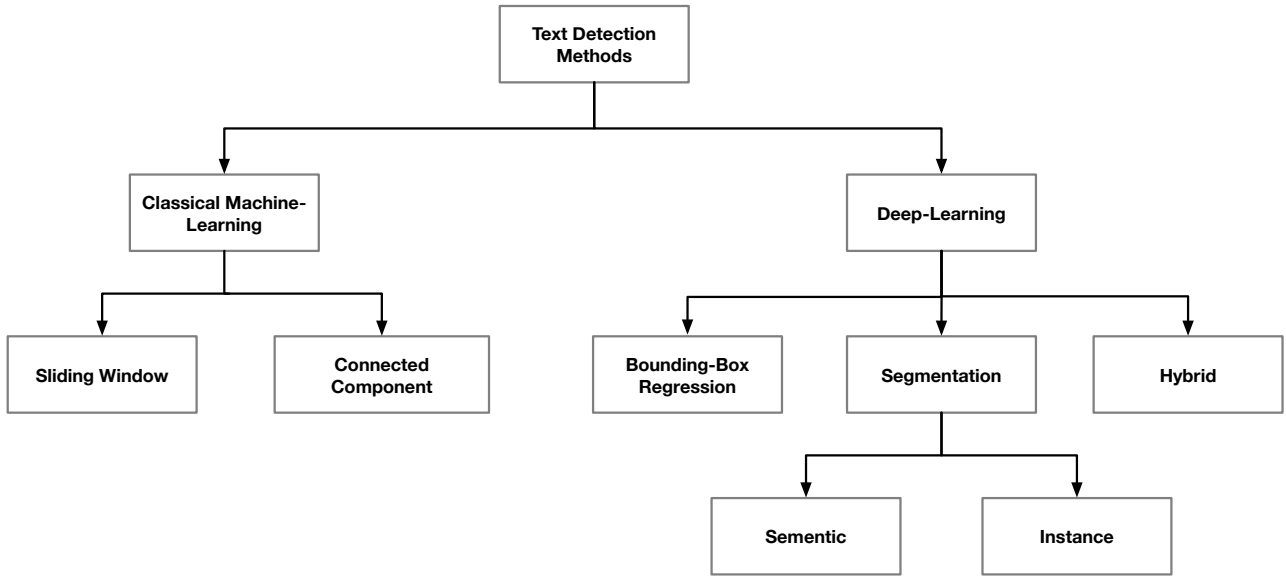 Text Detection
Methods
Classical Machine-
Learning
Deep-Learning
Sliding Window
Connected
Component
Bounding-Box
Regression
Segmentation
Hybrid
Sementic
Instance